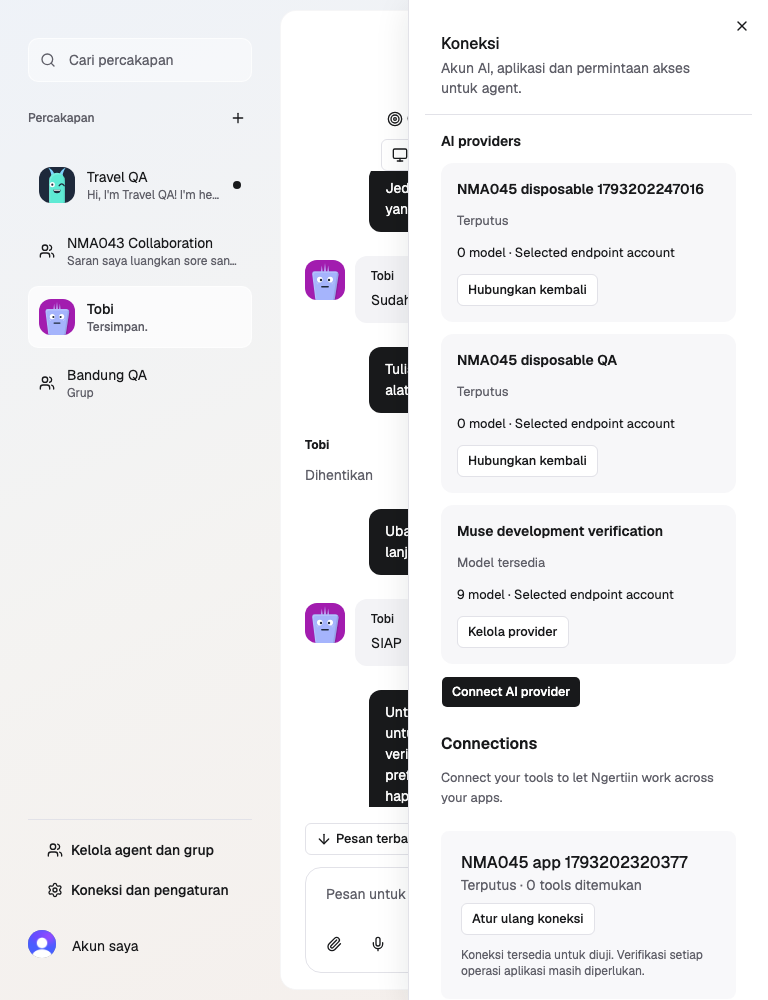 Cari percakapan
Percakapan
Travel QA
Hi, I'm Travel QA! I'm he...
NMA043 Collaboration
Saran saya luangkan sore san...
Tobi
Tersimpan.
Bandung QA
Grup
Kelola agent dan grup
Koneksi dan pengaturan
Akun saya
Jed
yan
Tobi
Sudah
Tulis
alat
Tobi
Dihentikan
Uba
lanj
Tobi
SIAP
Unt
untu
veri
pref
hap
Pesan terba
Pesan untuk
Koneksi
Akun AI, aplikasi dan permintaan akses
untuk agent.
AI providers
NMA045 disposable 1793202247016
Terputus
0 model · Selected endpoint account
Hubungkan kembali
NMA045 disposable QA
Terputus
0 model · Selected endpoint account
Hubungkan kembali
Muse development verification
Model tersedia
9 model · Selected endpoint account
Kelola provider
Connect AI provider
Connections
Connect your tools to let Ngertiin work across
your apps.
NMA045 app 1793202320377
Terputus · 0 tools ditemukan
Atur ulang koneksi
Koneksi tersedia untuk diuji. Verifikasi setiap
operasi aplikasi masih diperlukan.